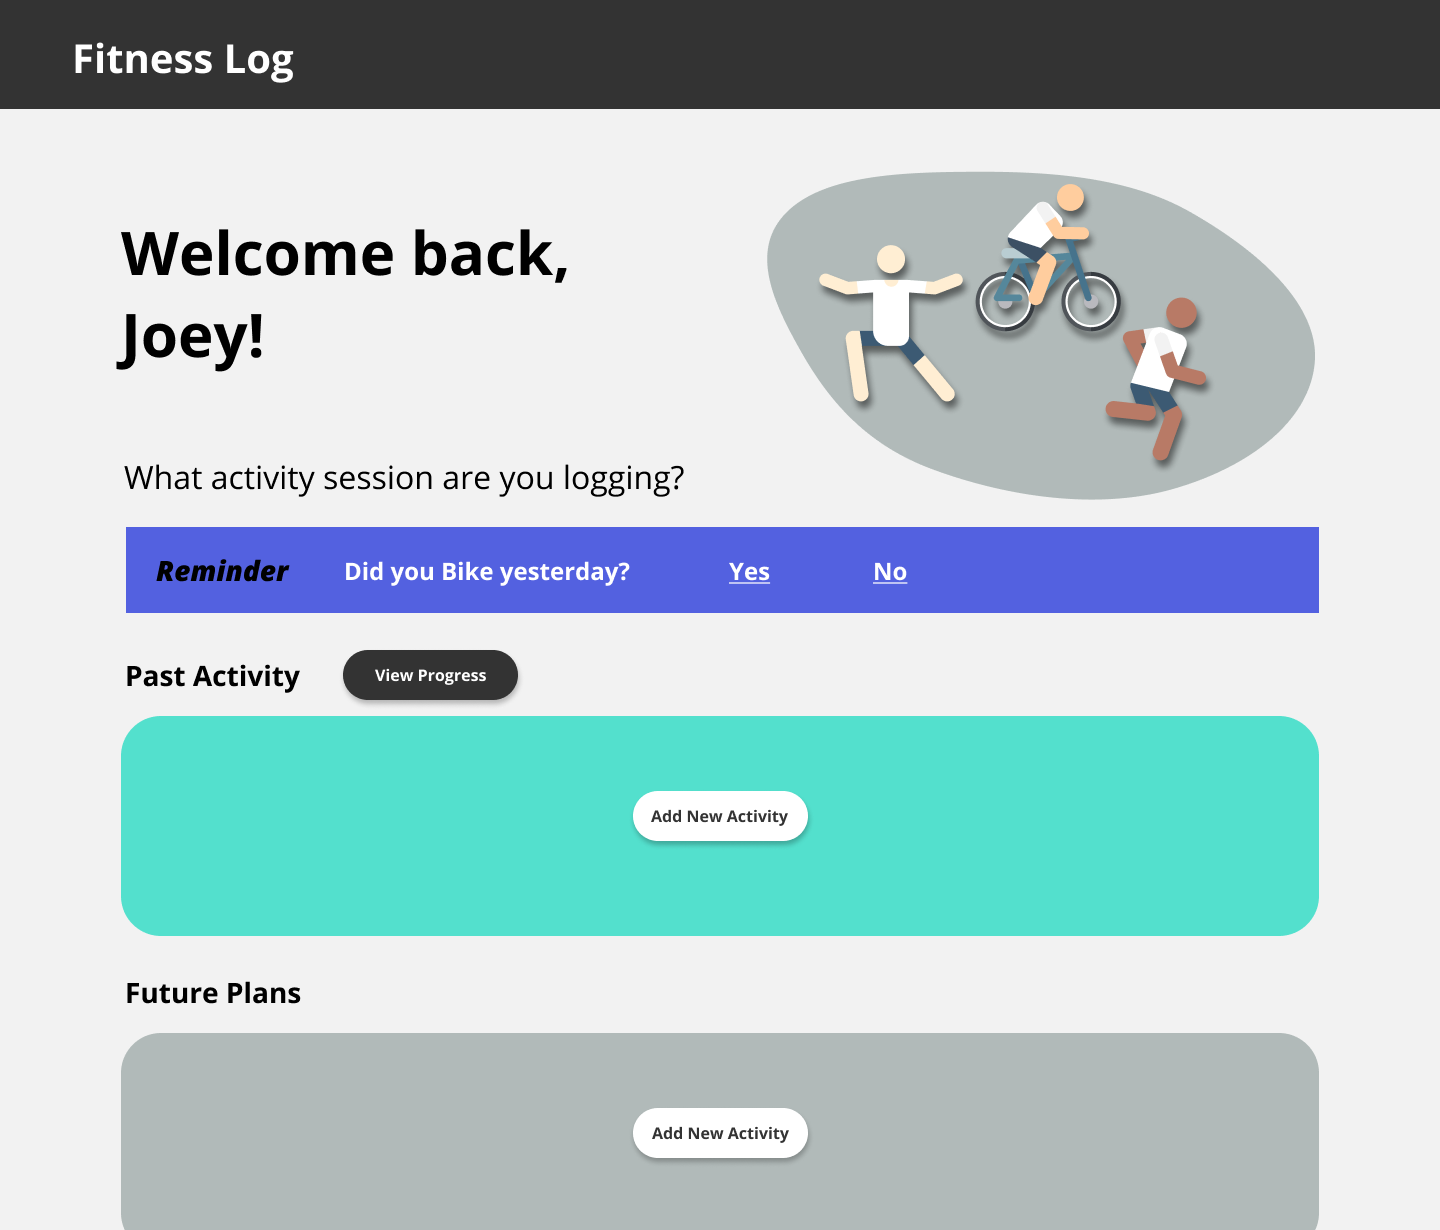 Fitness Log
Welcome back,
Joey!
What activity session are you logging?
Reminder Did you Bike yesterday? Yes No
Past Activity View Progress
Add New Activity
Future Plans
Add New Activity